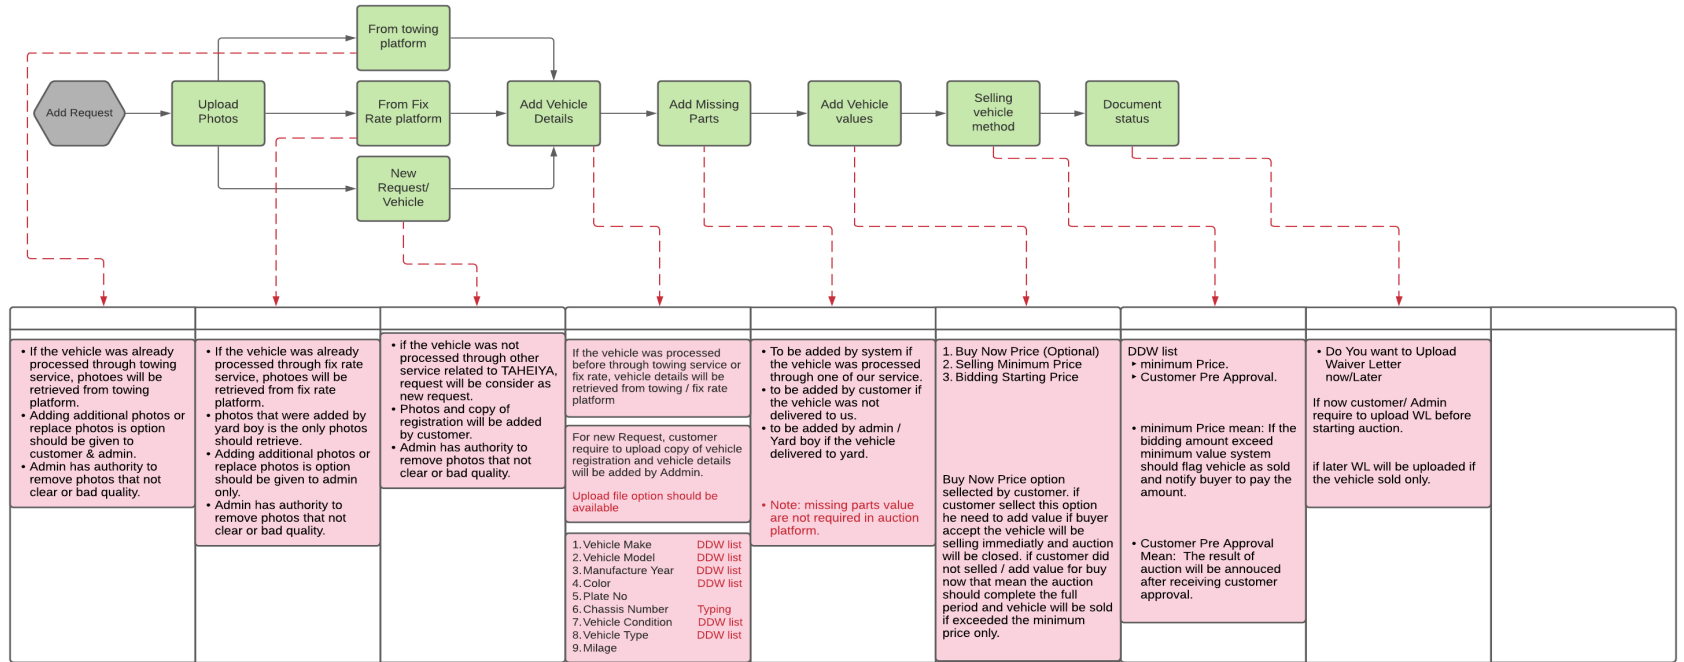 From towing
platform
Add Request
Upload
Photos
From Fix
Rate platform
Add Vehicle
Details
Add Missing
Parts
Add Vehicle
values
Selling
vehicle
method
Document
status
New
Request/
Vehicle
• If the vehicle was already
processed through towing
service, photoes will be
retrieved from towing
platform.
• Adding additional photos or
replace photos is option
should be given to
customer & admin.
• Admin has authority to
remove photos that not
clear or bad quality.
• If the vehicle was already
processed through fix rate
service, photoes will be
retrieved from fix rate
platform.
• photos that were added by
yard boy is the only photos
should retrieve.
• Adding additional photos or
replace photos is option
should be given to admin
only.
• Admin has authority to
remove photos that not
clear or bad quality.
• if the vehicle was not
processed through other
service related to TAHEIYA,
request will be consider as
new request.
• Photos and copy of
registration will be added
by customer.
• Admin has authority to
remove photos that not
clear or bad quality.
If the vehicle was processed
before through towing service or
fix rate, vehicle details will be
retrieved from towing / fix rate
platform
For new Request, customer
require to upload copy of vehicle
registration and vehicle details
will be added by Addmin.
Upload file option should be
available
1. Vehicle Make DDW list
2. Vehicle Model DDW list
3. Manufacture Year DDW list
4. Color DDW list
5. Plate No
6. Chassis Number Typing
7. Vehicle Condition DDW list
8. Vehicle Type DDW list
9. Milage
• To be added by system if
the vehicle was processed
through one of our service.
• to be added by customer if
the vehicle was not
delivered to us.
• to be added by admin /
Yard boy if the vehicle
delivered to yard.
• Note: missing parts value
are not required in auction
platform.
1. Buy Now Price (Optional)
2. Selling Minimum Price
3. Bidding Starting Price
Buy Now Price option
sellected by customer. if
customer sellect this option
he need to add value if buyer
accept the vehicle will be
selling immediatly and auction
will be closed. if customer did
not selled / add value for buy
now that mean the auction
should complete the full
period and vehicle will be sold
if exceeded the minimum
price only.
DDW list
‣ minimum Price.
‣ Customer Pre Approval.
• minimum Price mean: If the
bidding amount exceed
minimum value system
should flag vehicle as sold
and notify buyer to pay the
amount.
• Customer Pre Approval
Mean: The result of
auction will be annouced
after receiving customer
approval.
• Do You want to Upload
Waiver Letter
now/Later
If now customer/ Admin
require to upload WL before
starting auction.
if later WL will be uploaded if
the vehicle sold only.